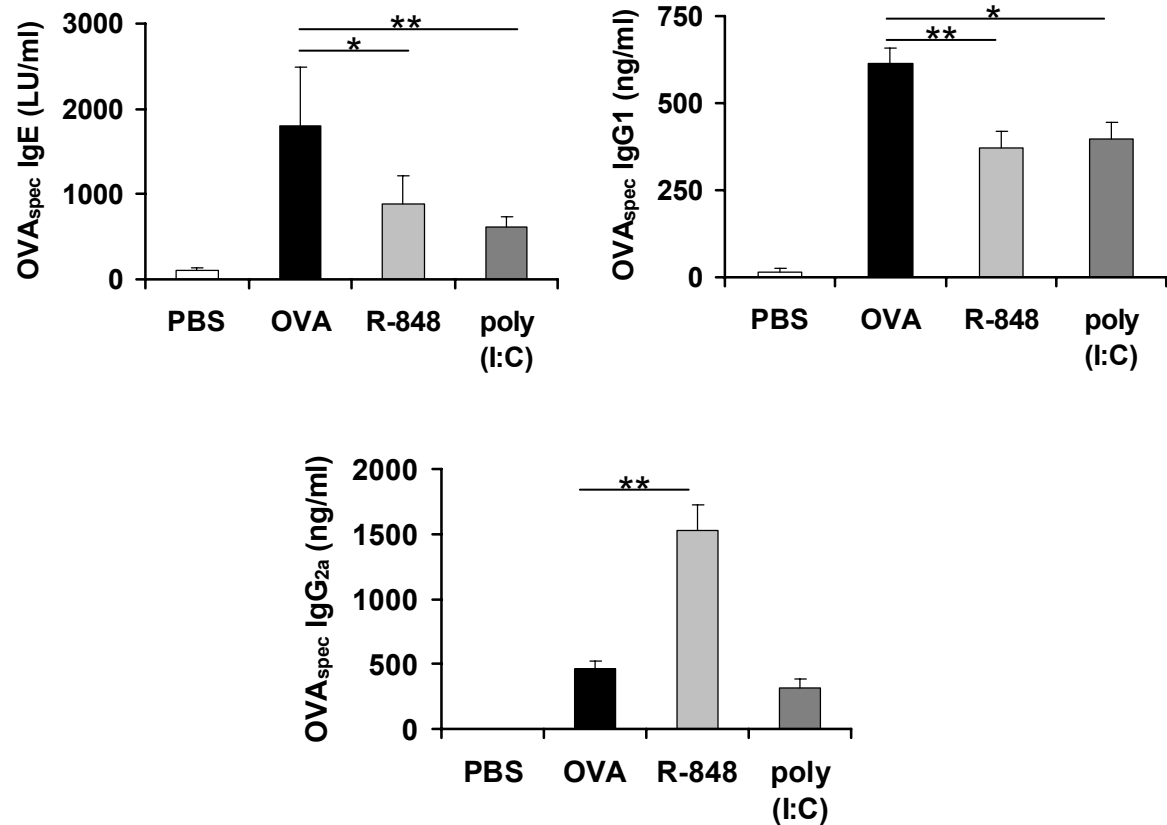 OVAspec IgE (LU/ml)
3000
2000
1000
0
**
*
PBS OVA R-848 poly
(I:C)
OVAspec IgG1 (ng/ml)
750
500
250
0
*
**
PBS OVA R-848 poly
(I:C)
OVAspec IgG2a (ng/ml)
2000
1500
1000
500
0
**
PBS OVA R-848 poly
(I:C)